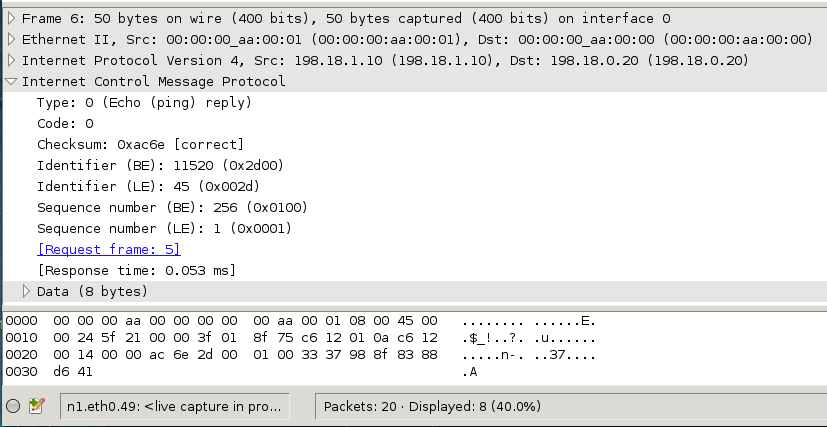 Frame 6: 50 bytes on wire (400 bits), 50 bytes captured (400 bits) on interface 0
Ethernet II, Src: 00:00:00_aa:00:01 (00:00:00:aa:00:01), Dst: 00:00:00_aa:00:00 (00:00:00:aa:00:00)
Internet Protocol Version 4, Src: 198.18.1.10 (198.18.1.10), Dst: 198.18.0.20 (198.18.0.20)
Internet Control Message Protocol
Type: 0 (Echo (ping) reply)
Code: 0
Checksum: 0xac6e [correct]
Identifier (BE): 11520 (0x2d00)
Identifier (LE): 45 (0x002d)
Sequence number (BE): 256 (0x0100)
Sequence number (LE): 1 (0x0001)
[Request frame: 5]
[Response time: 0.053 ms]
Data (8 bytes)
0000 00 00 00 aa 00 00 00 00 00 aa 00 01 08 00 45 00 ........ ......E.
0010 00 24 5f 21 00 00 3f 01 8f 75 c6 12 01 0a c6 12 .$_!..?. .u......
0020 00 14 00 00 ac 6e 2d 00 01 00 33 37 98 8f 83 88 .....n-. ..37....
0030 d6 41 .A
n1.eth0.49: <live capture in pro... Packets: 20 · Displayed: 8 (40.0%)